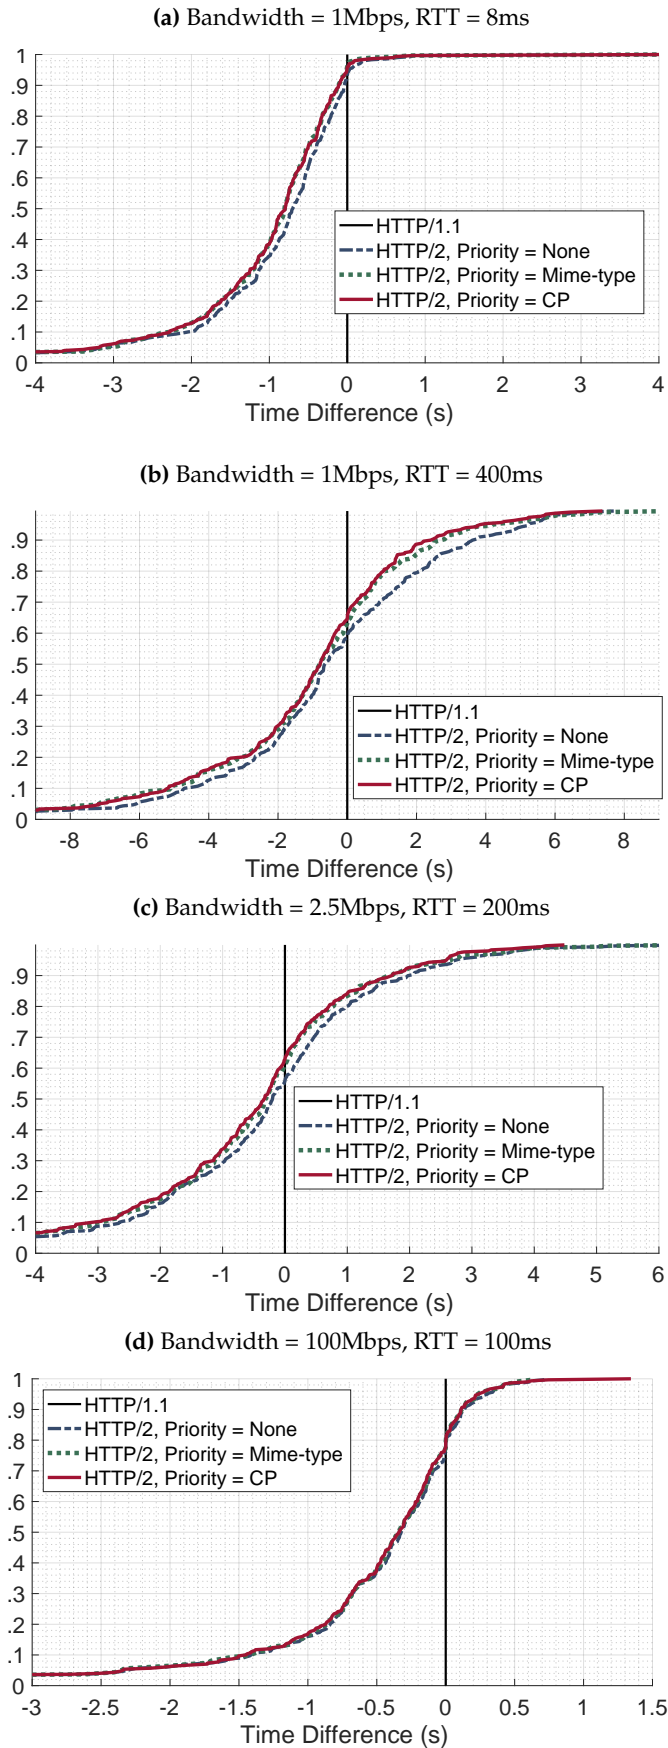 (a) Bandwidth = 1Mbps, RTT = 8ms
1
.9
.8
.7
.6
.5
.4
.3
.2
.1
0
HTTP/1.1
HTTP/2, Priority = None
HTTP/2, Priority = Mime-type
HTTP/2, Priority = CP
-4 -3 -2 -1 0 1 2 3 4
Time Difference (s)
(b) Bandwidth = 1Mbps, RTT = 400ms
.9
.8
.7
.6
.5
.4
.3
.2
.1
0
HTTP/1.1
HTTP/2, Priority = None
HTTP/2, Priority = Mime-type
HTTP/2, Priority = CP
-8 -6 -4 -2 0 2 4 6 8
Time Difference (s)
(c) Bandwidth = 2.5Mbps, RTT = 200ms
.9
.8
.7
.6
.5
.4
.3
.2
.1
0
HTTP/1.1
HTTP/2, Priority = None
HTTP/2, Priority = Mime-type
HTTP/2, Priority = CP
-4 -3 -2 -1 0 1 2 3 4 5 6
Time Difference (s)
(d) Bandwidth = 100Mbps, RTT = 100ms
1
.9
.8
.7
.6
.5
.4
.3
.2
.1
0
HTTP/1.1
HTTP/2, Priority = None
HTTP/2, Priority = Mime-type
HTTP/2, Priority = CP
-3 -2.5 -2 -1.5 -1 -0.5 0 0.5 1 1.5
Time Difference (s)